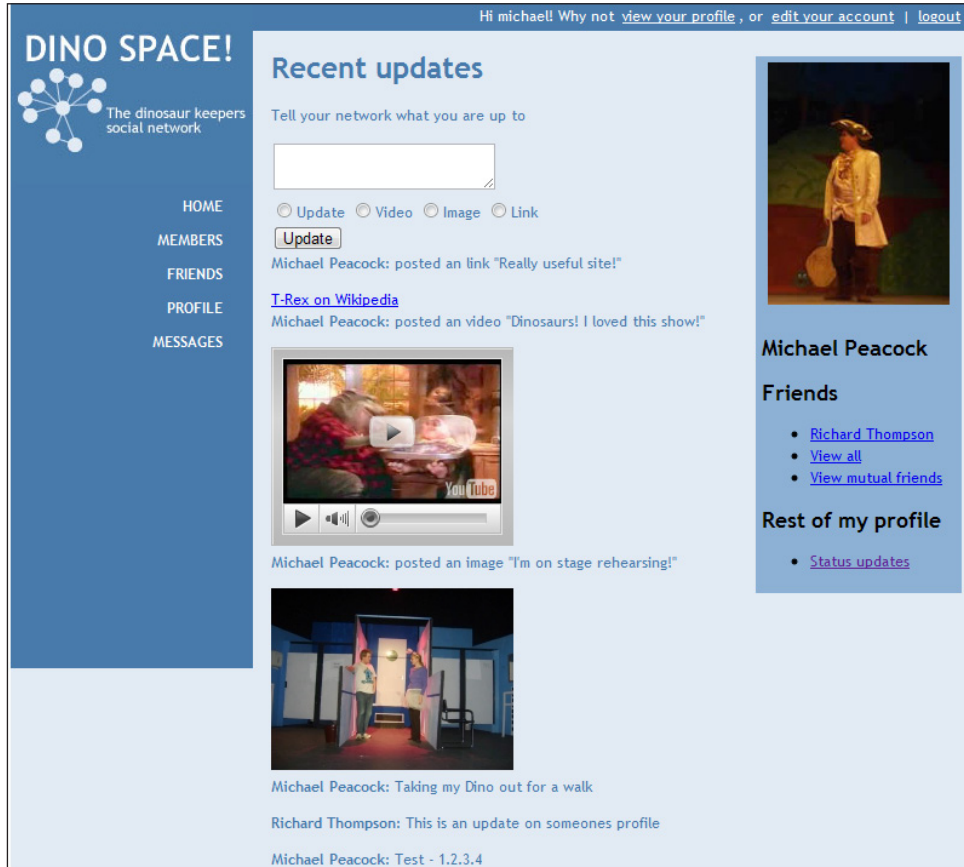 Hi michael! Why not view your profile, or edit your account | logout
DINO SPACE!
The dinosaur keepers
social network
HOME
MEMBERS
FRIENDS
PROFILE
MESSAGES
Recent updates
Tell your network what you are up to
Update Video Image Link
Update
Michael Peacock: posted an link "Really useful site!"
T-Rex on Wikipedia
Michael Peacock: posted an video "Dinosaurs! I loved this show!"
YouTube
Michael Peacock: posted an image "I'm on stage rehearsing!"
Michael Peacock: Taking my Dino out for a walk
Richard Thompson: This is an update on someones profile
Michael Peacock: Test - 1.2.3.4
Michael Peacock
Friends
Richard Thompson
View all
View mutual friends
Rest of my profile
Status updates